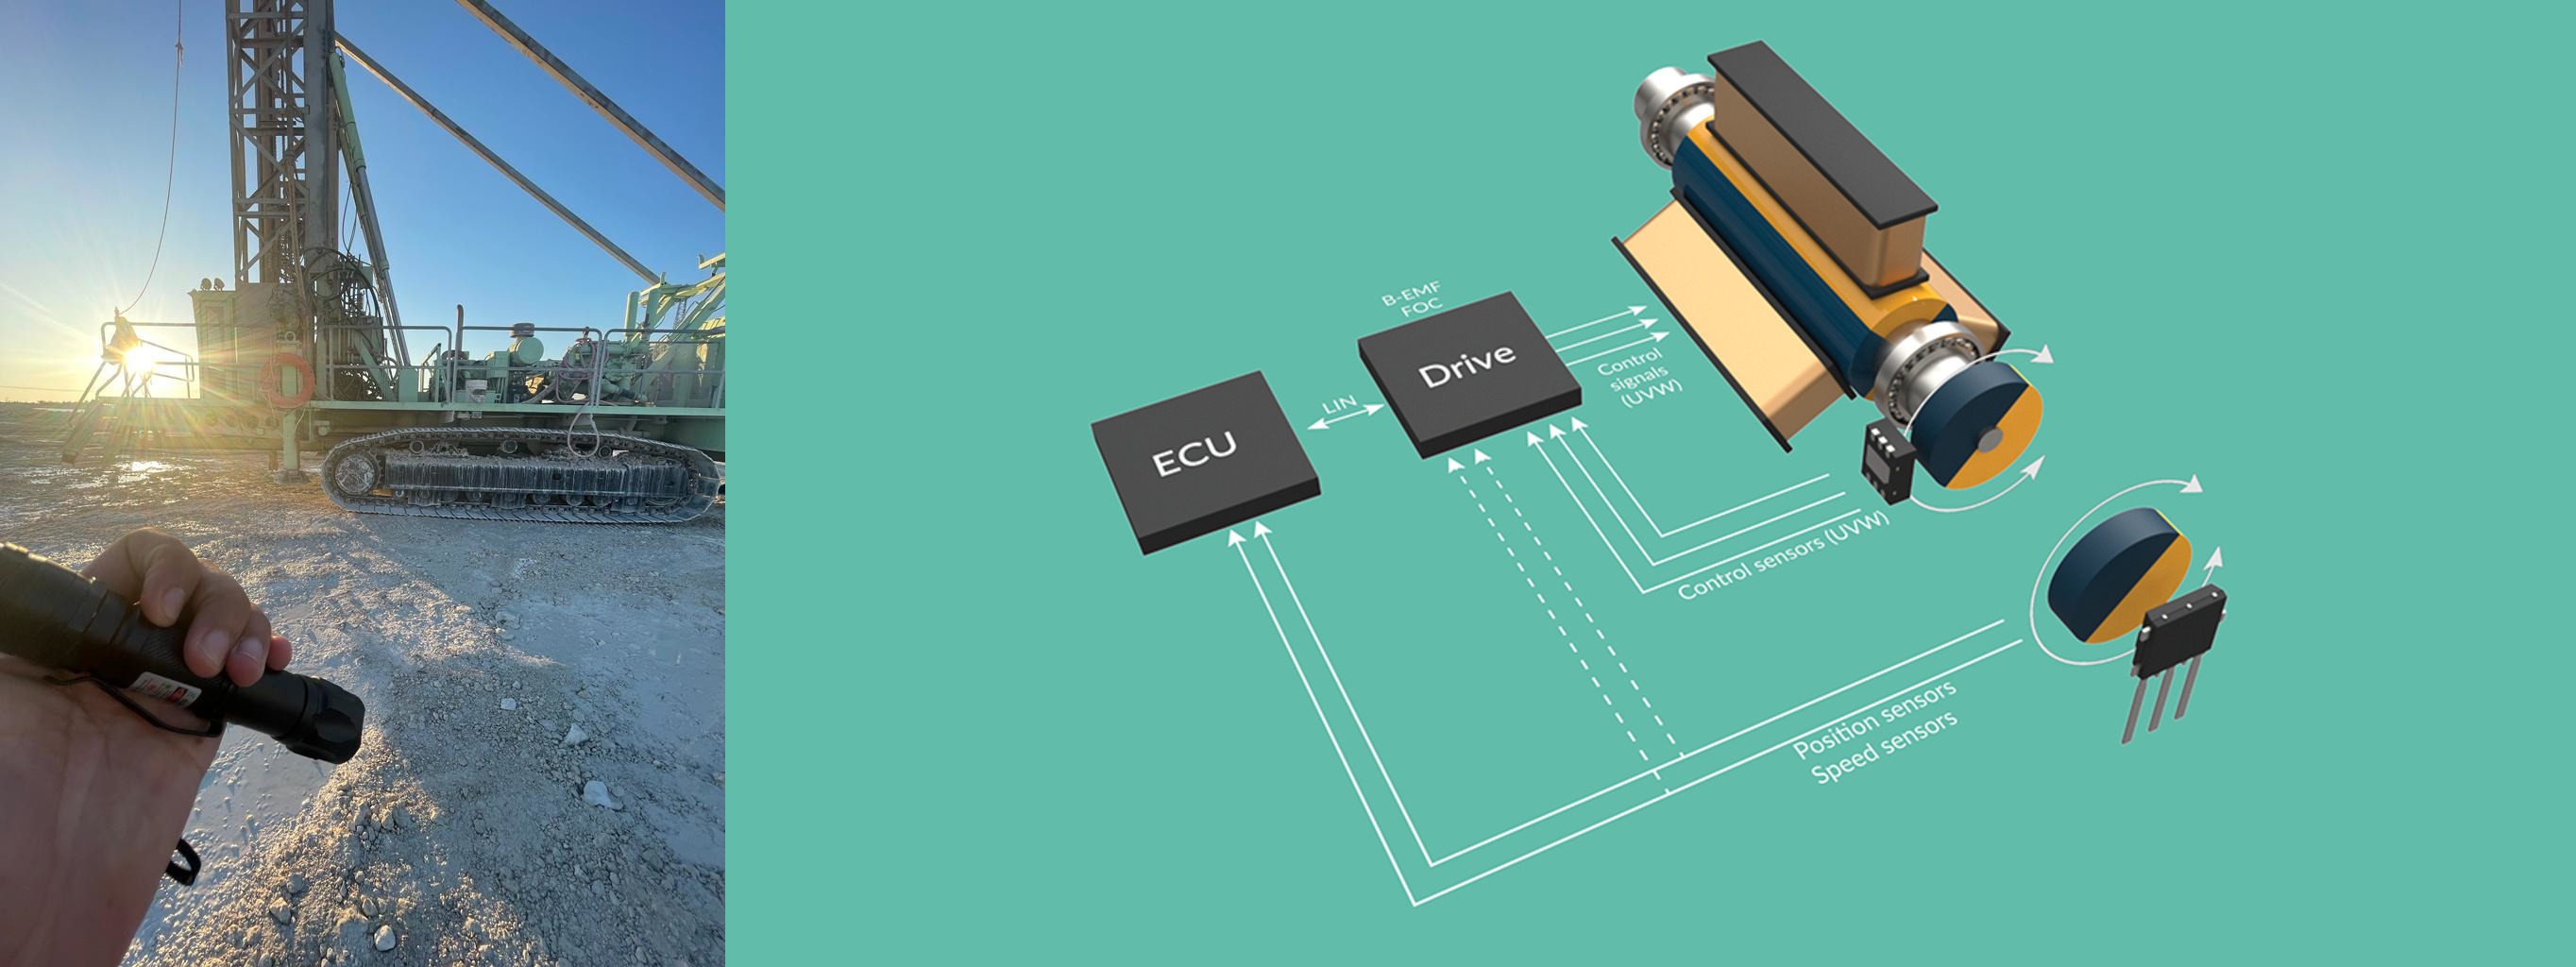 B-EMF
FOC
Drive
Control
signals
(UVW)
LIN
ECU
Control sensors (UVW)
Position sensors
Speed sensors